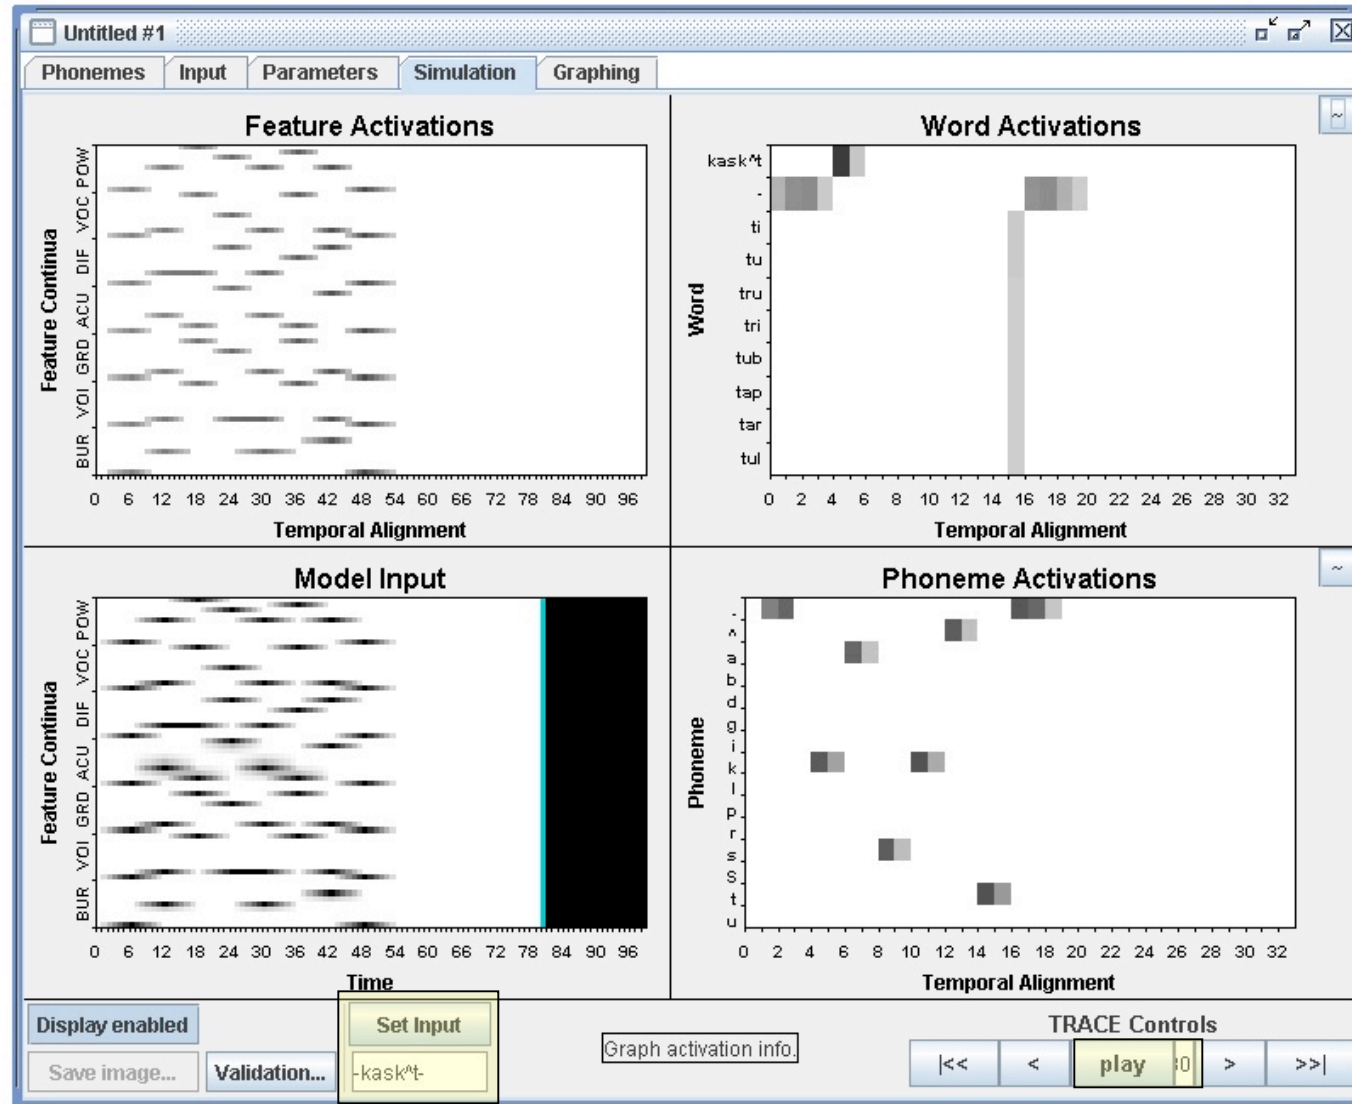 Untitled #1
Phonemes Input Parameters Simulation Graphing
Feature Activations
Feature Continua
POW
VOC
DIF
ACU
GRD
VOI
BUR
0 6 12 18 24 30 36 42 48 54 60 66 72 78 84 90 96
Temporal Alignment
Word Activations
~
Word
kask^t
-
ti
tu
tru
tri
tub
tap
tar
tul
0 2 4 6 8 10 12 14 16 18 20 22 24 26 28 30 32
Temporal Alignment
Model Input
Feature Continua
POW
VOC
DIF
ACU
GRD
VOI
BUR
0 6 12 18 24 30 36 42 48 54 60 66 72 78 84 90 96
Time
Phoneme Activations
~
Phoneme
-
^
a
b
d
g
i
k
l
p
r
s
S
t
u
0 2 4 6 8 10 12 14 16 18 20 22 24 26 28 30 32
Temporal Alignment
Display enabled
Set Input
Save image...
Validation...
-kask^t-
Graph activation info.
TRACE Controls
|<< < play > >>|